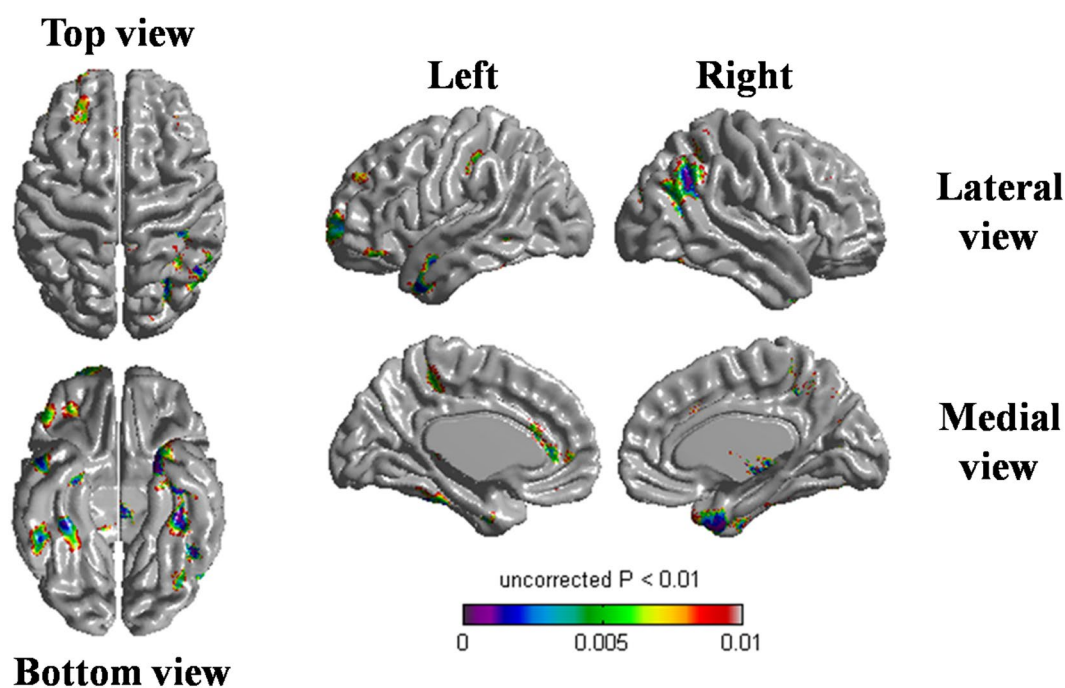 Top view
Left
Right
Lateral
view
Medial
view
Bottom view
uncorrected P < 0.01
0
0.005
0.01